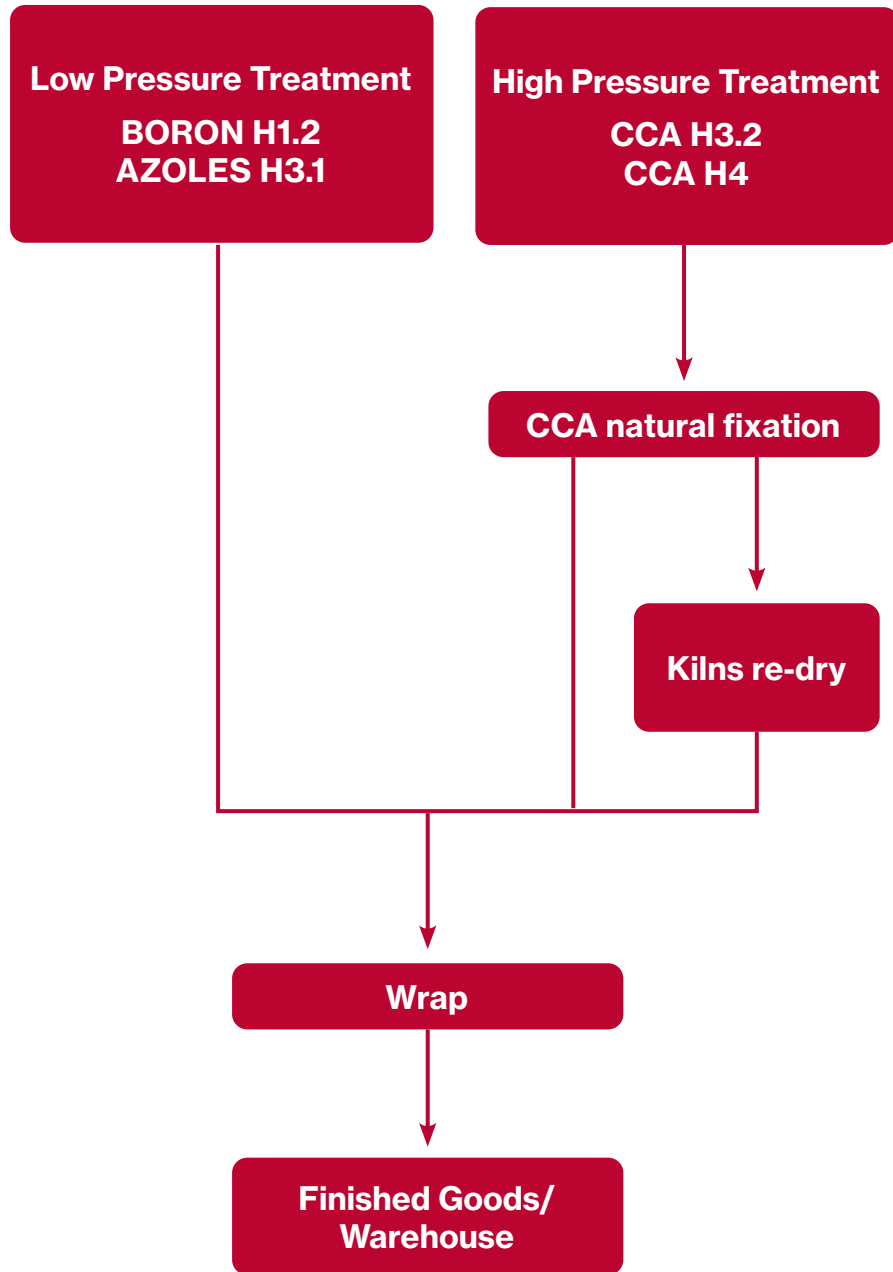 Low Pressure Treatment
BORON H1.2
AZOLES H3.1
High Pressure Treatment
CCA H3.2
CCA H4
CCA natural fixation
Kilns re-dry
Wrap
Finished Goods/
Warehouse